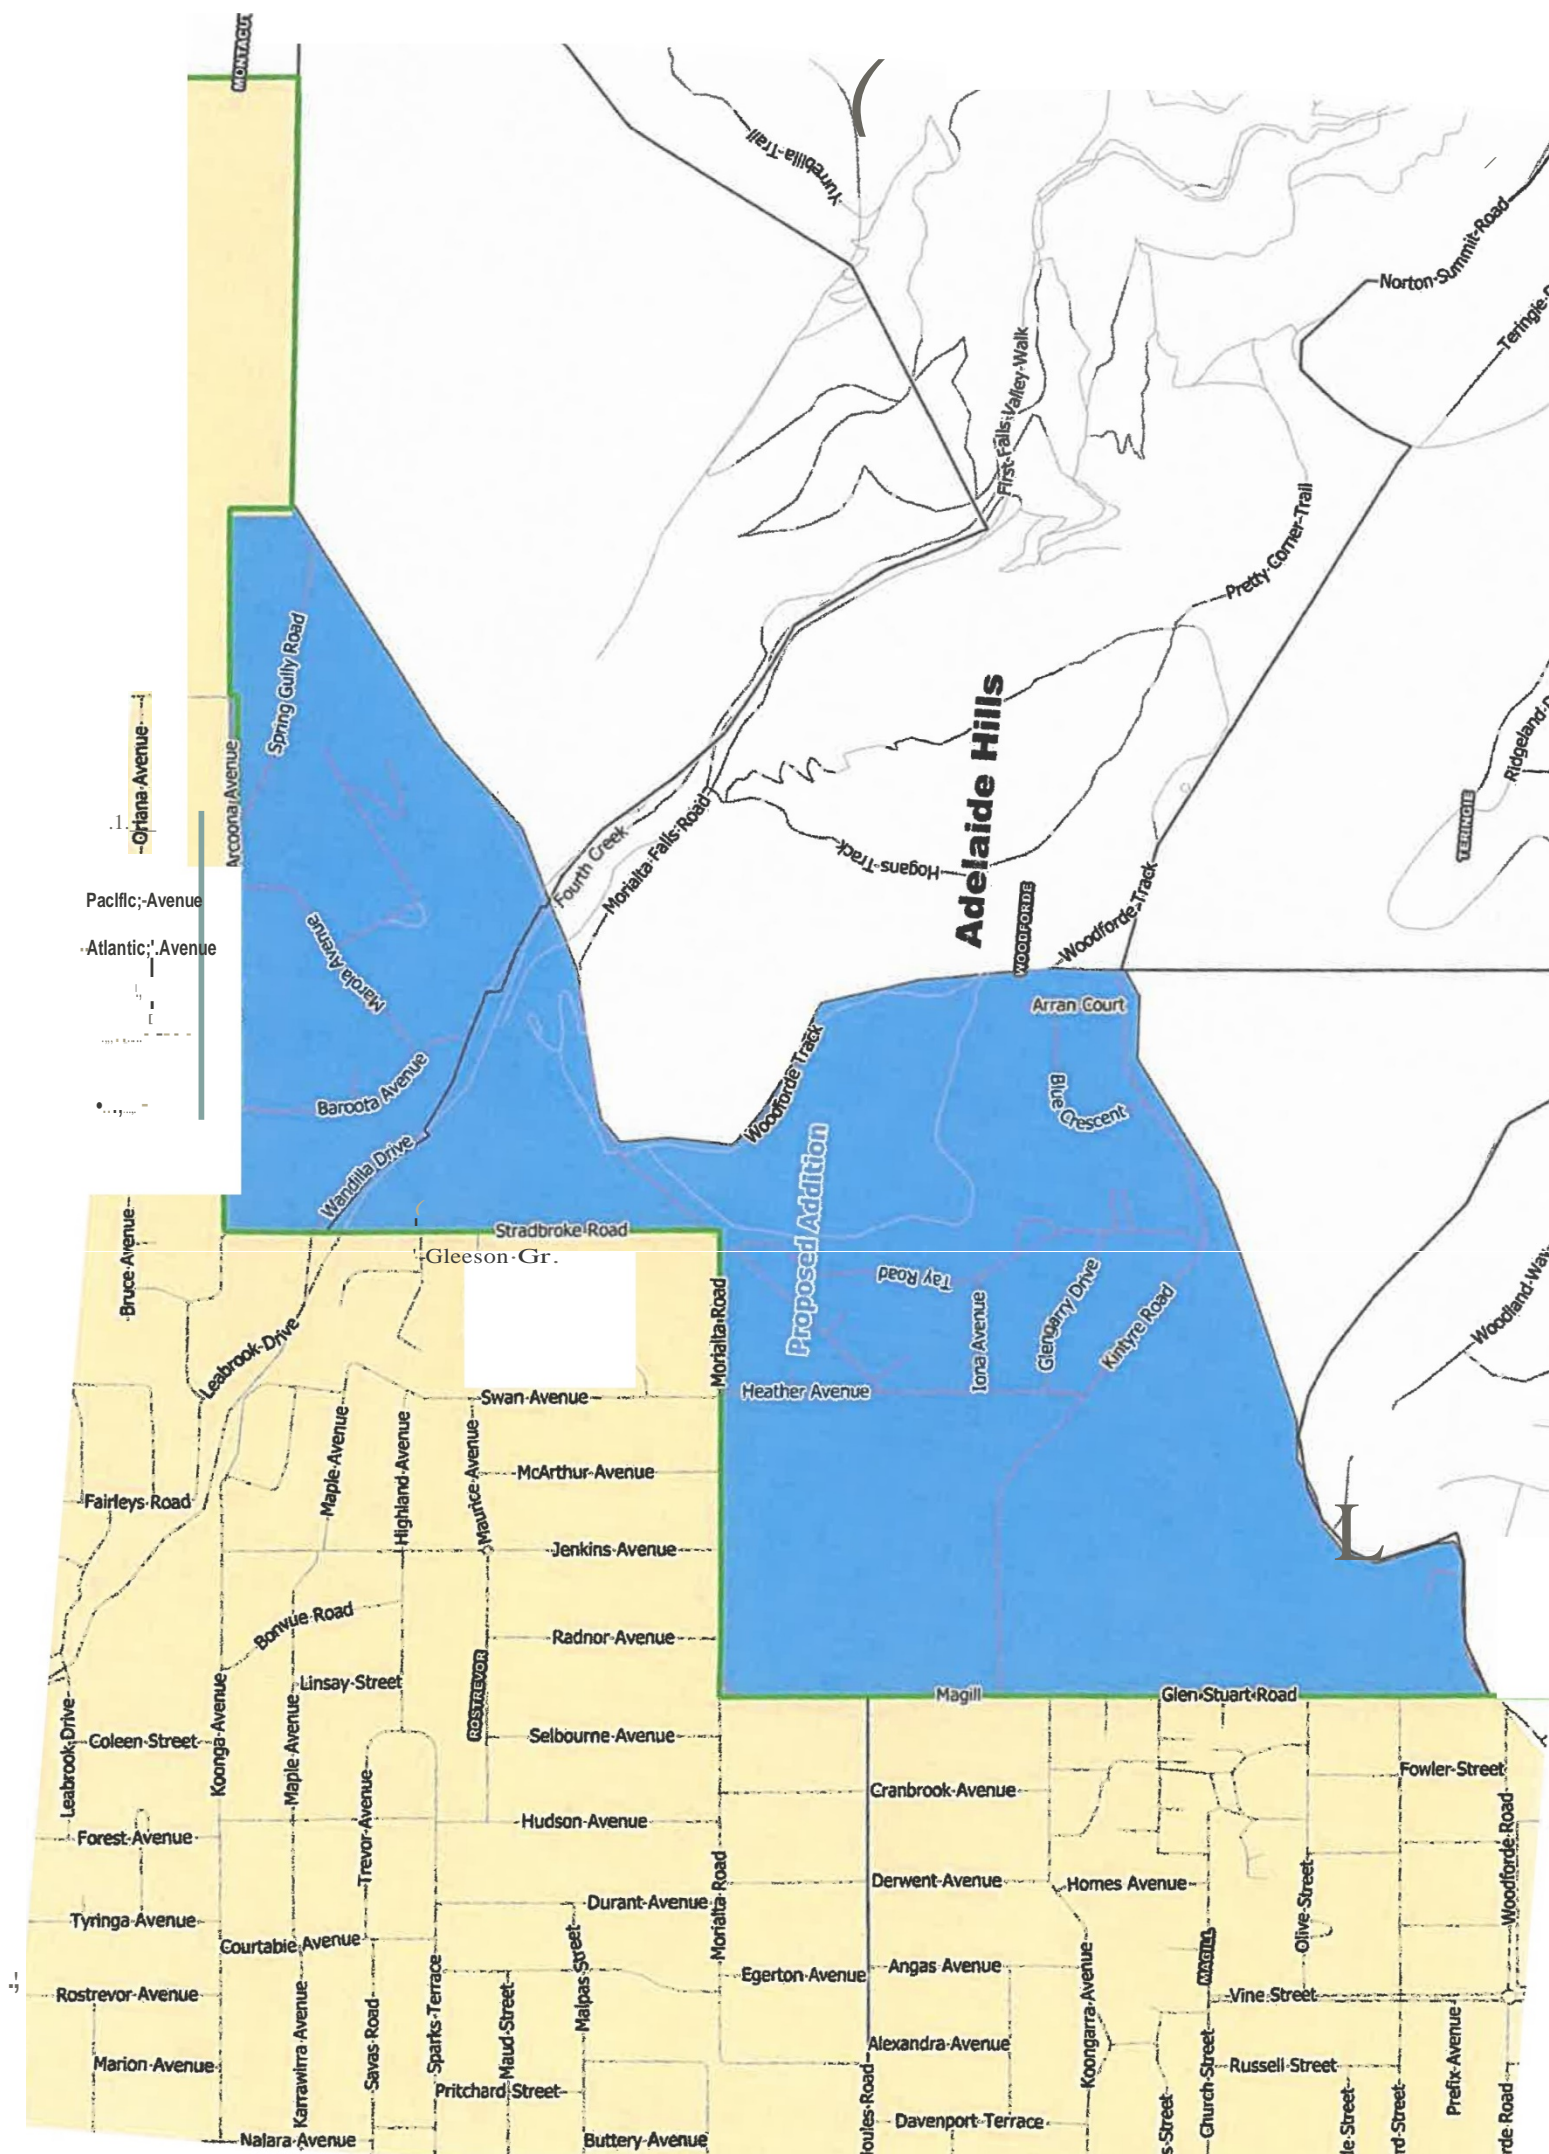 Yurrebilla-Trail
Norton-Summit-Road
First-Falls-Valley-Walk
Pretty-Corner-Trail
Spring Gully Road
Adelaide Hills
Oriana-Avenue
Arcoona-Avenue
TERINGIE
Fourth Creek
Morialta-Falls-Road
Hogans-Track
WOODFORDE
Woodforde-Track
PacIfIc;-Avenue
Atlantic;'.Avenue
Marola Avenue
Arran Court
Woodforde Track
Blue Crescent
Baroota Avenue
Wandilla Drive
Proposed Addition
Stradbroke-Road
Gleeson-Gr.
Bruce-Avenue
Tay Road
Iona Avenue
Glengarry Drive
Kintyre Road
Morialta-Road
Leabrook-Drive
Heather Avenue
Swan-Avenue
Maple-Avenue
Highland-Avenue
Maurice-Avenue
McArthur-Avenue
Fairleys-Road
L
Jenkins-Avenue
Bonvue-Road
Radnor-Avenue
Linsay-Street
ROSTREVOR
Magill
Glen-Stuart-Road
Leabrook-Drive
Coleen-Street
Koonga-Avenue
Maple-Avenue
Selbourne-Avenue
Fowler-Street
Cranbrook-Avenue
Trevor-Avenue
Hudson-Avenue
Forest-Avenue
Morialta-Road
Derwent-Avenue
Homes Avenue
Olive-Street
Woodforde-Road
Durant-Avenue
Tyringa-Avenue
Courtabie Avenue
Malpas-Street
Egerton-Avenue
Angas Avenue
Koongarra-Avenue
MAGILL
Rostrevor-Avenue
Karrawirra-Avenue
Savas-Road
Sparks-Terrace
Maud-Street
Vine-Street
Alexandra-Avenue
Marion-Avenue
Pritchard-Street
Church-Street
Russell-Street
Prefix-Avenue
Davenport-Terrace
Nalara-Avenue
Buttery-Avenue